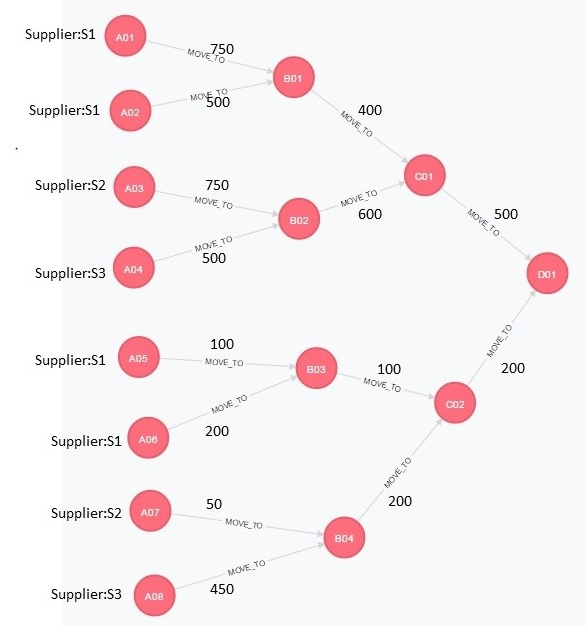 Supplier:S1
A01
750
MOVE_TO
B01
Supplier:S1
A02
MOVE_TO
500
400
MOVE_TO
C01
Supplier:S2
A03
750
MOVE_TO
B02
MOVE_TO
600
Supplier:S3
A04
MOVE_TO
500
500
MOVE_TO
D01
Supplier:S1
A05
100
MOVE_TO
B03
100
MOVE_TO
C02
MOVE_TO
200
Supplier:S1
A06
MOVE_TO
200
Supplier:S2
A07
50
MOVE_TO
B04
MOVE_TO
200
Supplier:S3
A08
MOVE_TO
450